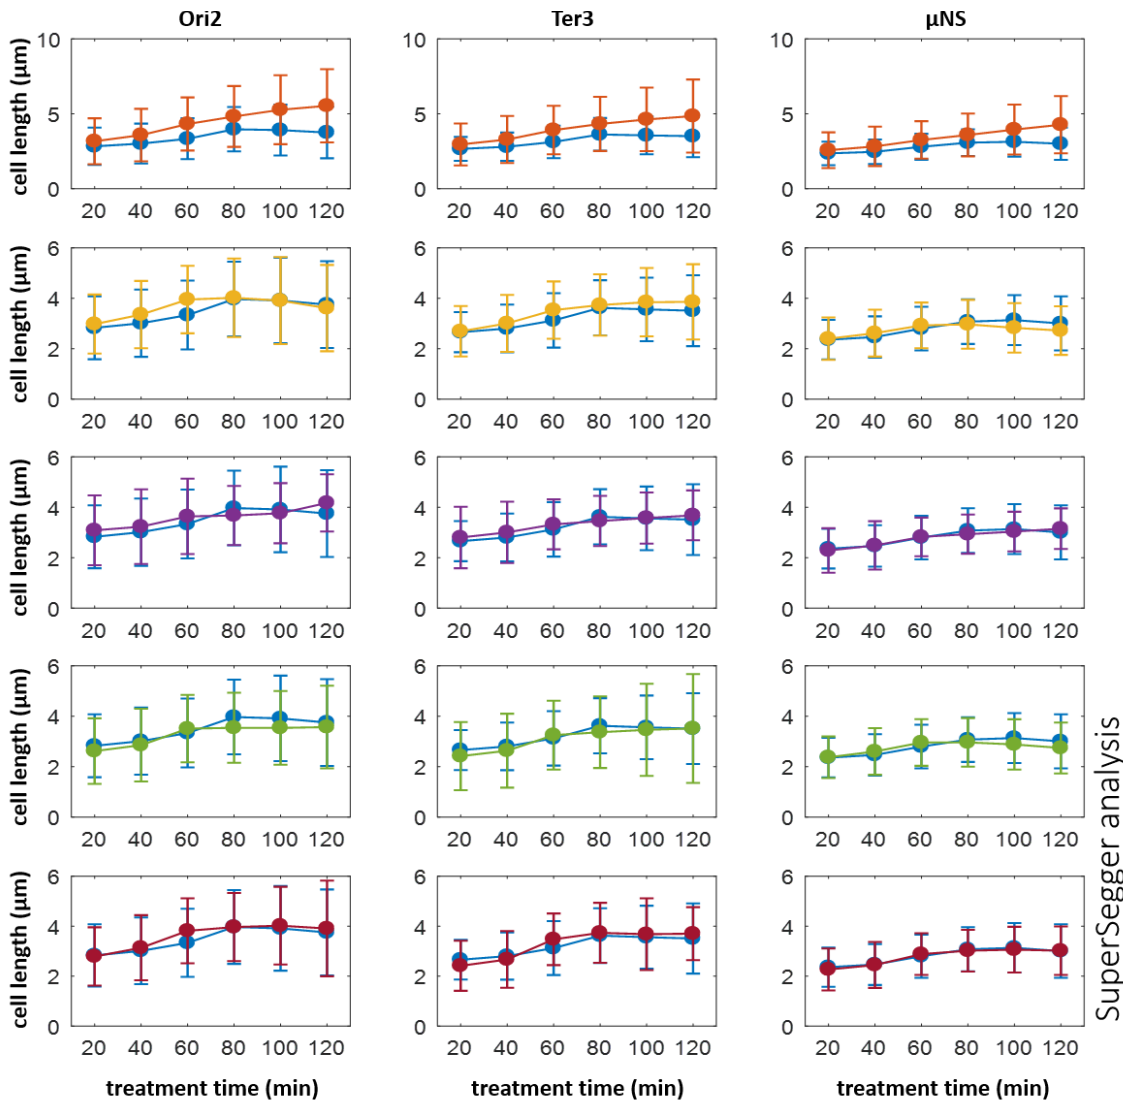 Ori2 Ter3 µNS
cell length (µm)
10 10 10
5 5 5
0 0 0
20 40 60 80 100 120 20 40 60 80 100 120 20 40 60 80 100 120
cell length (µm)
6 6 6
4 4 4
2 2 2
0 0 0
20 40 60 80 100 120 20 40 60 80 100 120 20 40 60 80 100 120
cell length (µm)
6 6 6
4 4 4
2 2 2
0 0 0
20 40 60 80 100 120 20 40 60 80 100 120 20 40 60 80 100 120
cell length (µm)
6 6 6
4 4 4
2 2 2
0 0 0
20 40 60 80 100 120 20 40 60 80 100 120 20 40 60 80 100 120
cell length (µm)
6 6 6
4 4 4
2 2 2
0 0 0
20 40 60 80 100 120 20 40 60 80 100 120 20 40 60 80 100 120
treatment time (min) treatment time (min) treatment time (min)
SuperSegger analysis